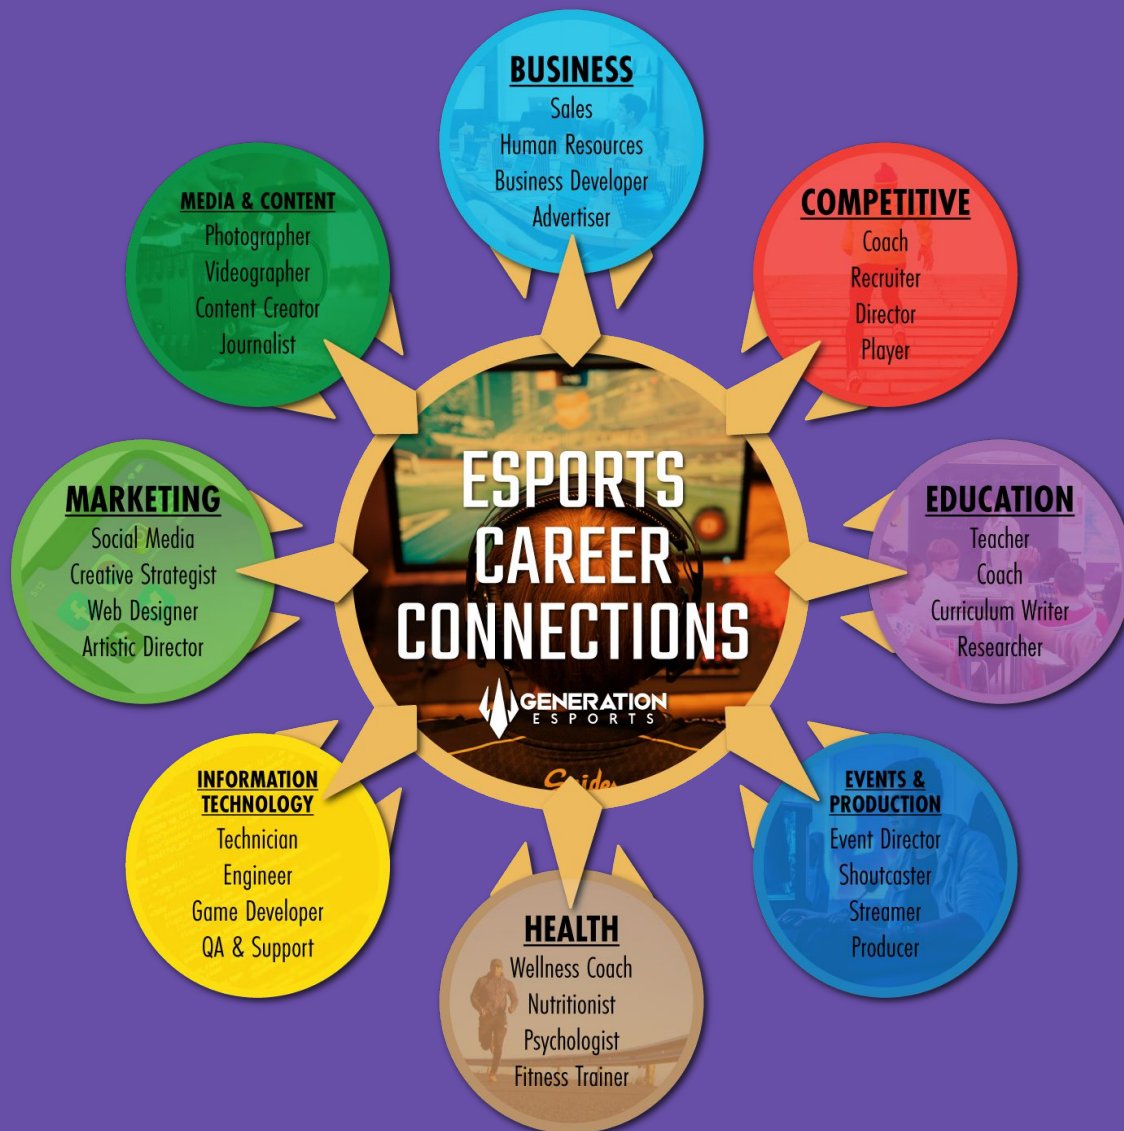 BUSINESS
Sales
Human Resources
Business Developer
Advertiser
COMPETITIVE
Coach
Recruiter
Director
Player
EDUCATION
Teacher
Coach
Curriculum Writer
Researcher
EVENTS &
PRODUCTION
Event Director
Shoutcaster
Streamer
Producer
HEALTH
Wellness Coach
Nutritionist
Psychologist
Fitness Trainer
INFORMATION
TECHNOLOGY
Technician
Engineer
Game Developer
QA & Support
MARKETING
Social Media
Creative Strategist
Web Designer
Artistic Director
MEDIA & CONTENT
Photographer
Videographer
Content Creator
Journalist
ESPORTS
CAREER
CONNECTIONS
GENERATION
ESPORTS